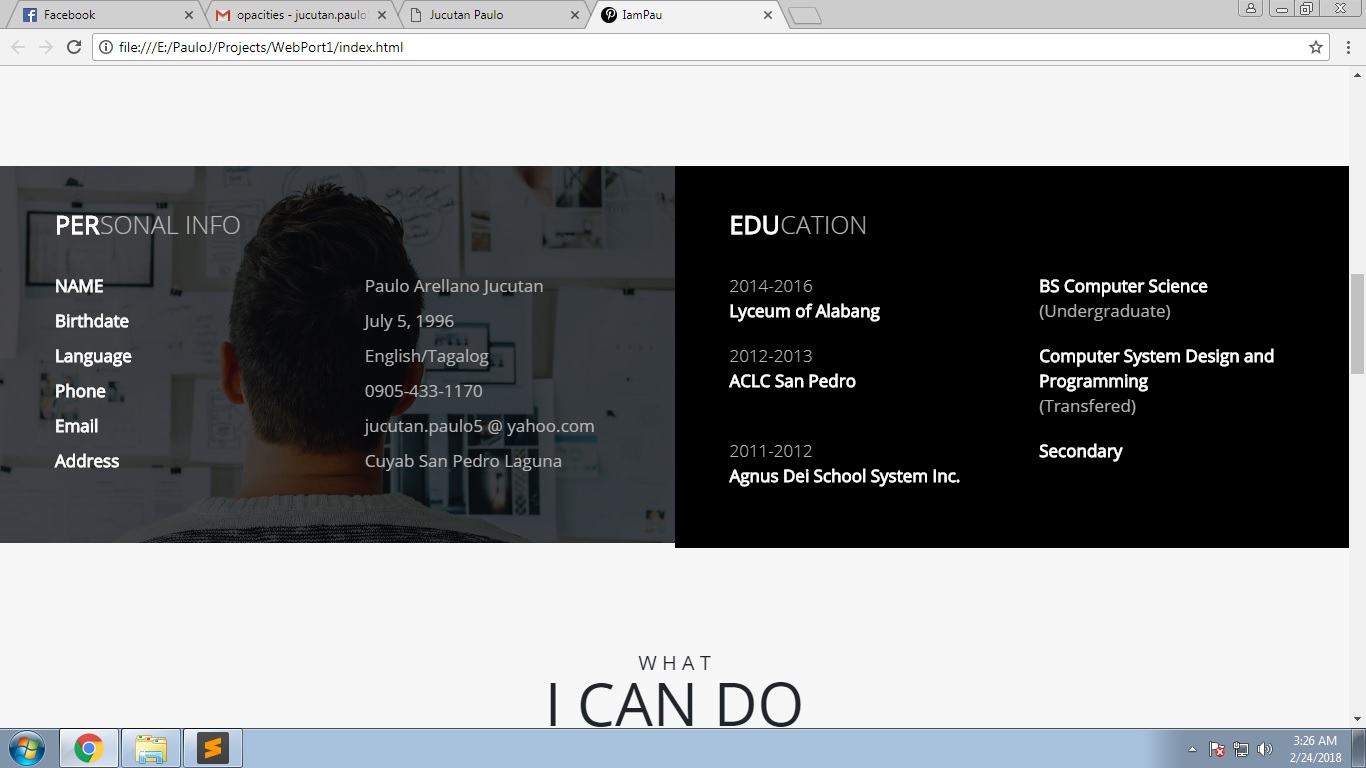 Facebook
opacities - jucutan.paulo
Jucutan Paulo
IamPau
file:///E:/PauloJ/Projects/WebPort1/index.html
PERSONAL INFO
NAME Paulo Arellano Jucutan
Birthdate July 5, 1996
Language English/Tagalog
Phone 0905-433-1170
Email jucutan.paulo5 @ yahoo.com
Address Cuyab San Pedro Laguna
EDUCATION
2014-2016
Lyceum of Alabang
BS Computer Science
(Undergraduate)
2012-2013
ACLC San Pedro
Computer System Design and
Programming
(Transfered)
2011-2012
Agnus Dei School System Inc.
Secondary
WHAT
I CAN DO
3:26 AM
2/24/2018